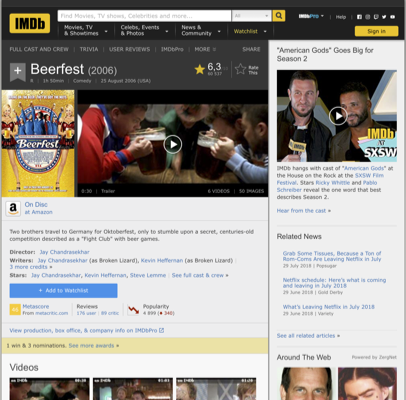 IMDb
Find Movies, TV shows, Celebrities and more...
All
IMDbPro
Help
Movies, TV & Showtimes
Celebs, Events & Photos
News & Community
Watchlist
Sign in
FULL CAST AND CREW | TRIVIA | USER REVIEWS | IMDbPro | MORE
SHARE
Beerfest (2006)
6,3
Rate This
1h 50min | Comedy | 25 August 2006 (USA)
Beerfest
0:30 | Trailer
6 VIDEOS | 50 IMAGES
On Disc
at Amazon
Two brothers travel to Germany for Oktoberfest, only to stumble upon a secret, centuries-old
competition described as a "Fight Club" with beer games.
Director: Jay Chandrasekhar
Writers: Jay Chandrasekhar (as Broken Lizard), Kevin Heffernan (as Broken Lizard) |
3 more credits »
Stars: Jay Chandrasekhar, Kevin Heffernan, Steve Lemme | See full cast & crew »
+ Add to Watchlist
Metascore
From metacritic.com
Reviews
176 user | 89 critic
Popularity
4 899 ( 340)
View production, box office, & company info on IMDbPro
1 win & 3 nominations. See more awards »
Videos
"American Gods" Goes Big for
Season 2
IMDb
at
SXSW
IMDb hangs with cast of "American Gods" at
the House on the Rock at the SXSW Film
Festival. Stars Ricky Whittle and Pablo
Schreiber reveal the one word that best
describes Season 2.
Hear from the cast »
Related News
Grab Some Tissues, Because a Ton of
Rom-Coms Are Leaving Netflix in July
29 July 2018 | Popsugar
Netflix schedule: Here's what is coming
and leaving in July 2018
29 June 2018 | Gold Derby
What's Leaving Netflix in July
29 June 2018 | Variety
See all related articles »
Around The Web
Powered by ZergNet